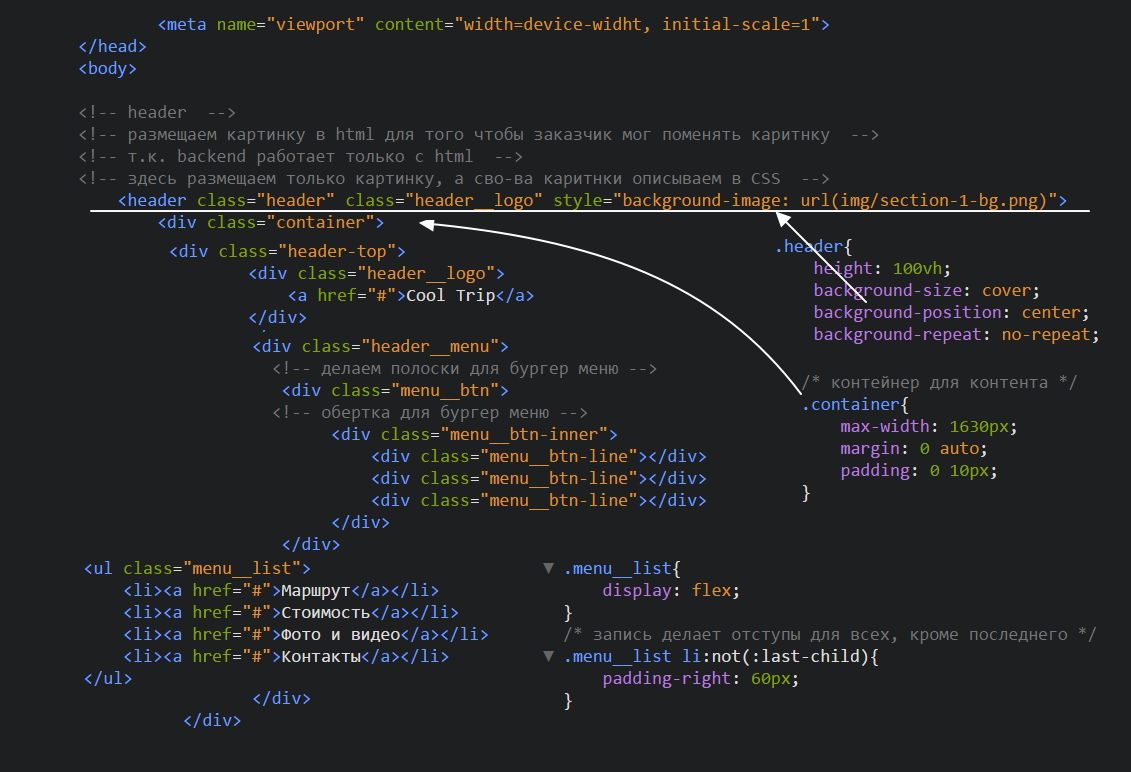 <meta name="viewport" content="width=device-widht, initial-scale=1">
</head>
<body>
<!-- header  -->
<!-- размещаем картинку в html для того чтобы заказчик мог поменять каритнку  -->
<!-- т.к. backend работает только с html  -->
<!-- здесь размещаем только картинку, а сво-ва каритнки описываем в CSS  -->
<header class="header" class="header__logo" style="background-image: url(img/section-1-bg.png)">
<div class="container">
<div class="header-top">
<div class="header__logo">
<a href="#">Cool Trip</a>
</div>
<div class="header__menu">
<!-- делаем полоски для бургер меню -->
<div class="menu__btn">
<!-- обертка для бургер меню -->
<div class="menu__btn-inner">
<div class="menu__btn-line"></div>
<div class="menu__btn-line"></div>
<div class="menu__btn-line"></div>
</div>
</div>
<ul class="menu__list">
<li><a href="#">Маршрут</a></li>
<li><a href="#">Стоимость</a></li>
<li><a href="#">Фото и видео</a></li>
<li><a href="#">Контакты</a></li>
</ul>
</div>
</div>
.header{
height: 100vh;
background-size: cover;
background-position: center;
background-repeat: no-repeat;
/* контейнер для контента */
.container{
max-width: 1630px;
margin: 0 auto;
padding: 0 10px;
}
.menu__list{
display: flex;
}
/* запись делает отступы для всех, кроме последнего */
.menu__list li:not(:last-child){
padding-right: 60px;
}